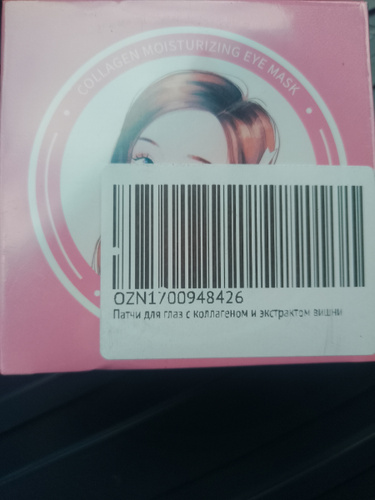 COLLAGEN MOISTURIZING EYE MASK
OZN1700948426
Патчи для глаз с коллагеном и экстрактом вишни